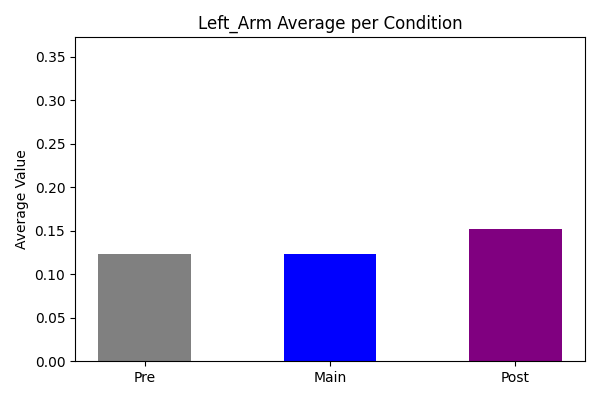 Left_Arm Average per Condition
Average Value
0.35
0.30
0.25
0.20
0.15
0.10
0.05
0.00
Pre
Main
Post